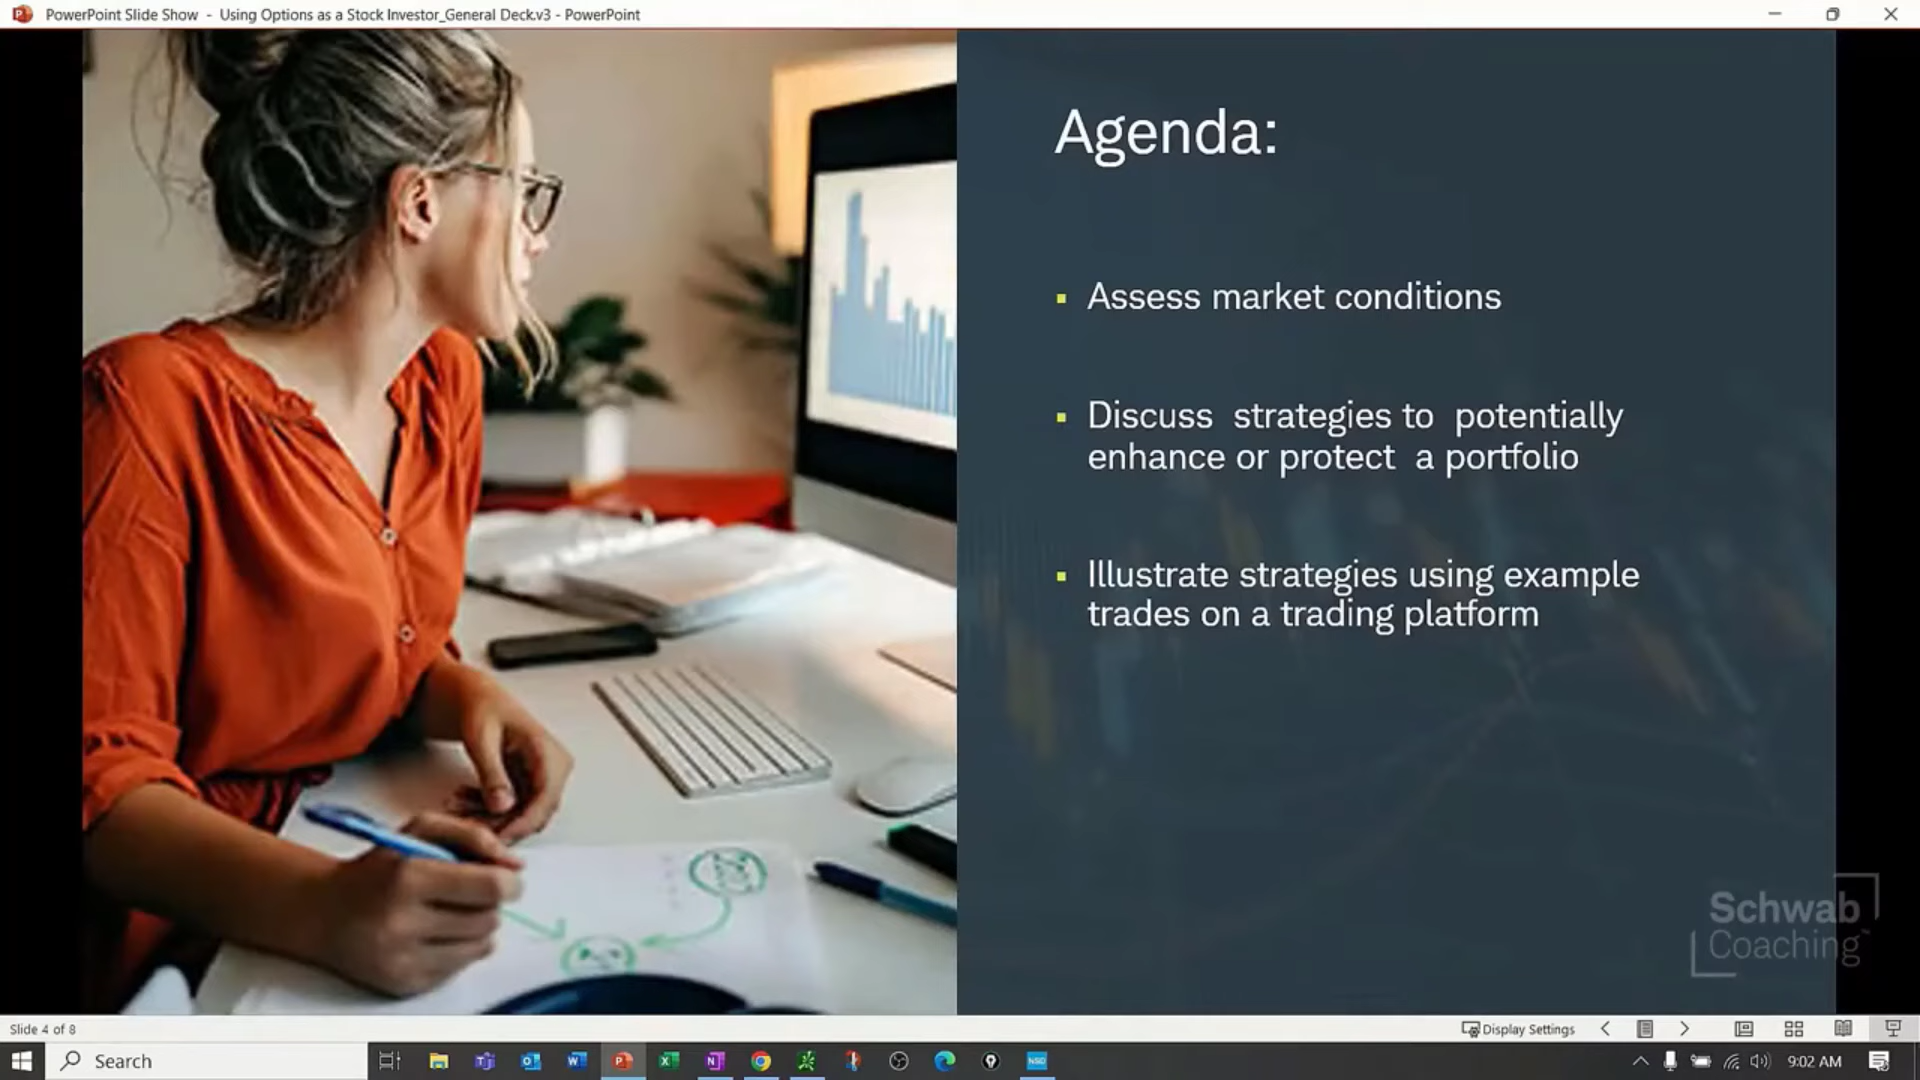 PowerPoint Slide Show - Using Options as a Stock Investor_General Deck.v3 - PowerPoint
Agenda:
▪ Assess market conditions
▪ Discuss strategies to potentially
enhance or protect a portfolio
▪ Illustrate strategies using example
trades on a trading platform
Schwab
Coaching™
Slide 4 of 8
Display Settings
Search
9:02 AM